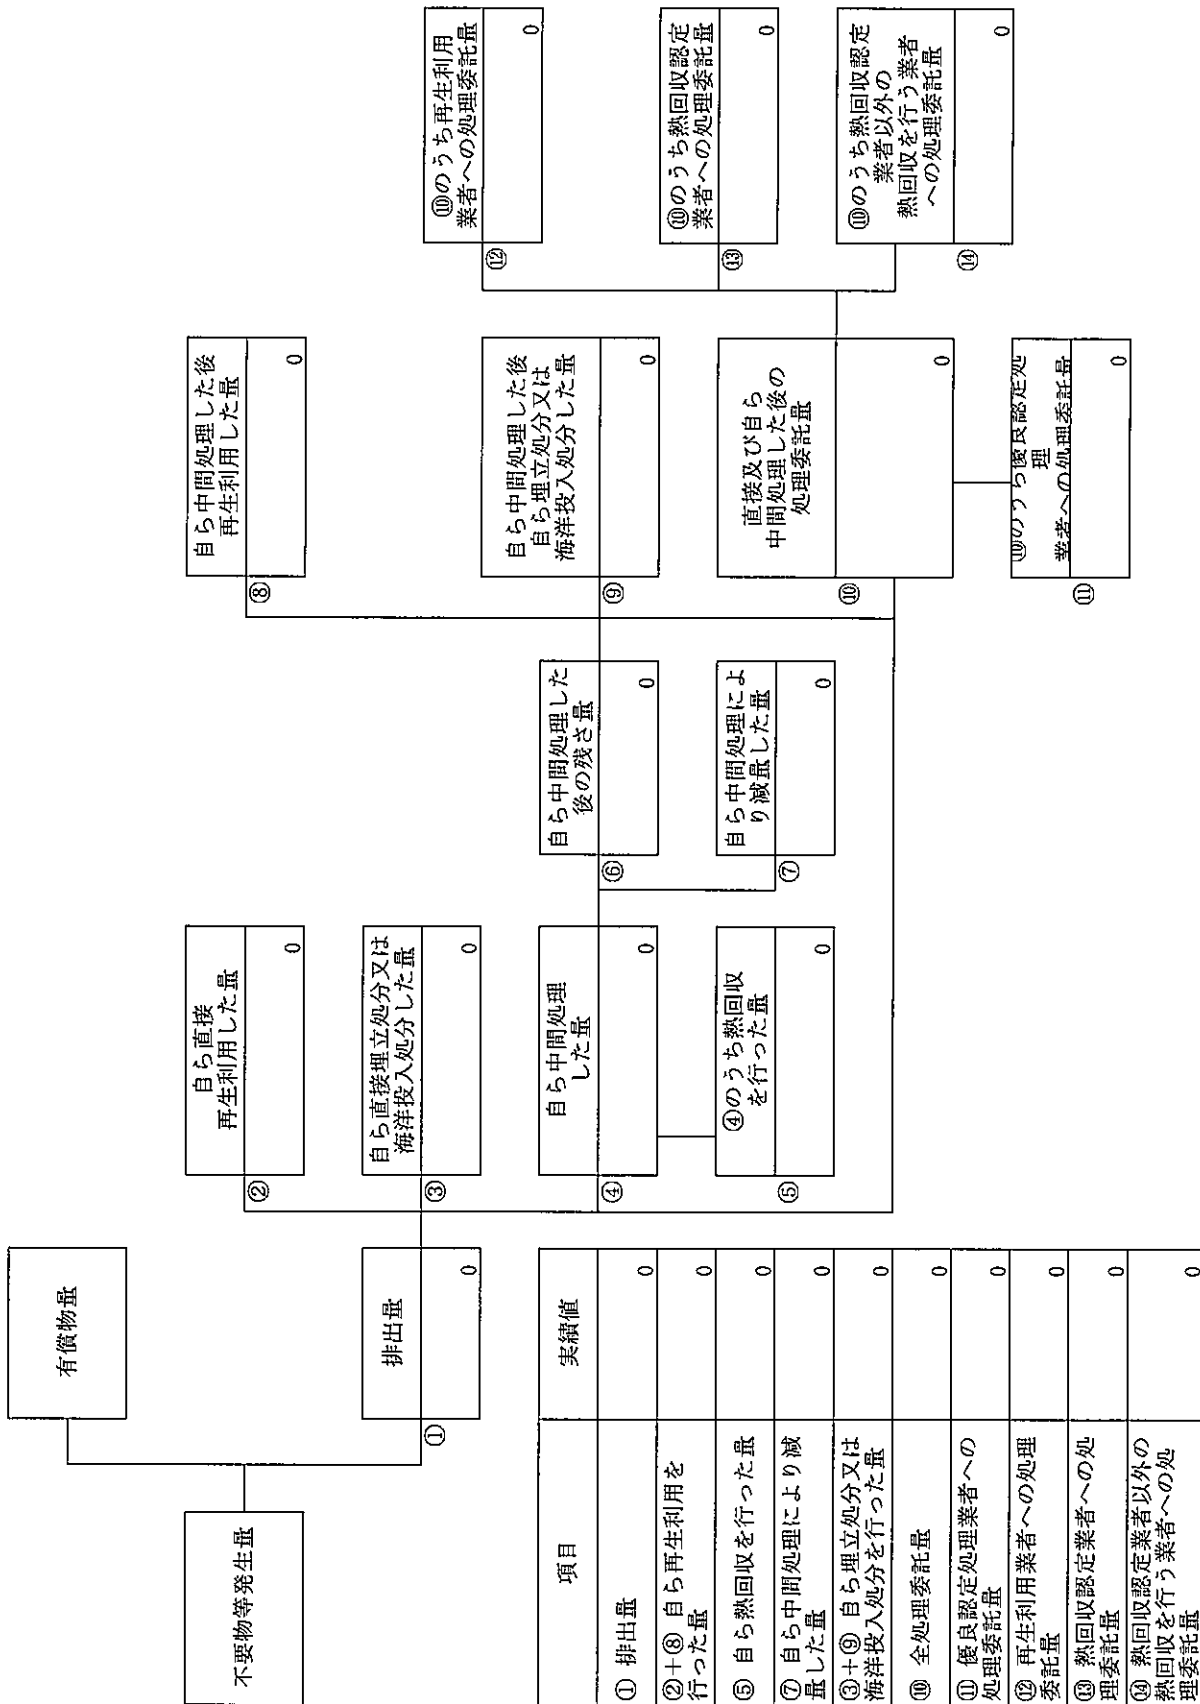 不要物等発生量
有償物量
排出量
①
0
自ら直接
再生利用した量
②
0
自ら直接埋立処分又は
海洋投入処分した量
③
0
自ら中間処理
した量
④
0
④のうち熱回収
を行った量
⑤
0
自ら中間処理した
後の残さ量
⑥
0
自ら中間処理によ
り減量した量
⑦
0
自ら中間処理した後
再生利用した量
⑧
0
自ら中間処理した後
自ら埋立処分又は
海洋投入処分した量
⑨
0
直接及び自ら
中間処理した後の
処理委託量
⑩
0
⑩のうち優良認定処
理
業者への処理委託量
⑪
0
⑩のうち再生利用
業者への処理委託量
⑫
0
⑩のうち熱回収認定
業者への処理委託量
⑬
0
⑩のうち熱回収認定
業者以外の
熱回収を行う業者
への処理委託量
⑭
0
項目 実績値
① 排出量 0
②+⑧ 自ら再生利用を
行った量 0
⑤ 自ら熱回収を行った量 0
⑦ 自ら中間処理により減
量した量 0
③+⑨ 自ら埋立処分又は
海洋投入処分を行った量 0
⑩ 全処理委託量 0
⑪ 優良認定処理業者への
処理委託量 0
⑫ 再生利用業者への処理
委託量 0
⑬ 熱回収認定業者への処
理委託量 0
⑭ 熱回収認定業者以外の
熱回収を行う業者への処
理委託量 0